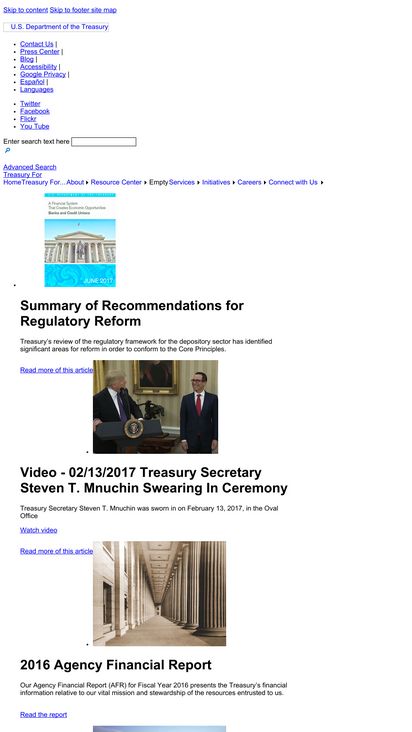 Skip to content Skip to footer site map
U.S. Department of the Treasury
Contact Us |
Press Center |
Blog |
Accessibility |
Google Privacy |
Español |
Languages
Twitter
Facebook
Flickr
You Tube
Enter search text here
Advanced Search
Treasury For
HomeTreasury For... About Resource Center EmptyServices Initiatives Careers Connect with Us
A Financial System
That Creates Economic Opportunities
Banks and Credit Unions
JUNE 2017
Summary of Recommendations for
Regulatory Reform
Treasury's review of the regulatory framework for the depository sector has identified
significant areas for reform in order to conform to the Core Principles.
Read more of this article
Video - 02/13/2017 Treasury Secretary
Steven T. Mnuchin Swearing In Ceremony
Treasury Secretary Steven T. Mnuchin was sworn in on February 13, 2017, in the Oval
Office
Watch video
Read more of this article
2016 Agency Financial Report
Our Agency Financial Report (AFR) for Fiscal Year 2016 presents the Treasury's financial
information relative to our vital mission and stewardship of the resources entrusted to us.
Read the report